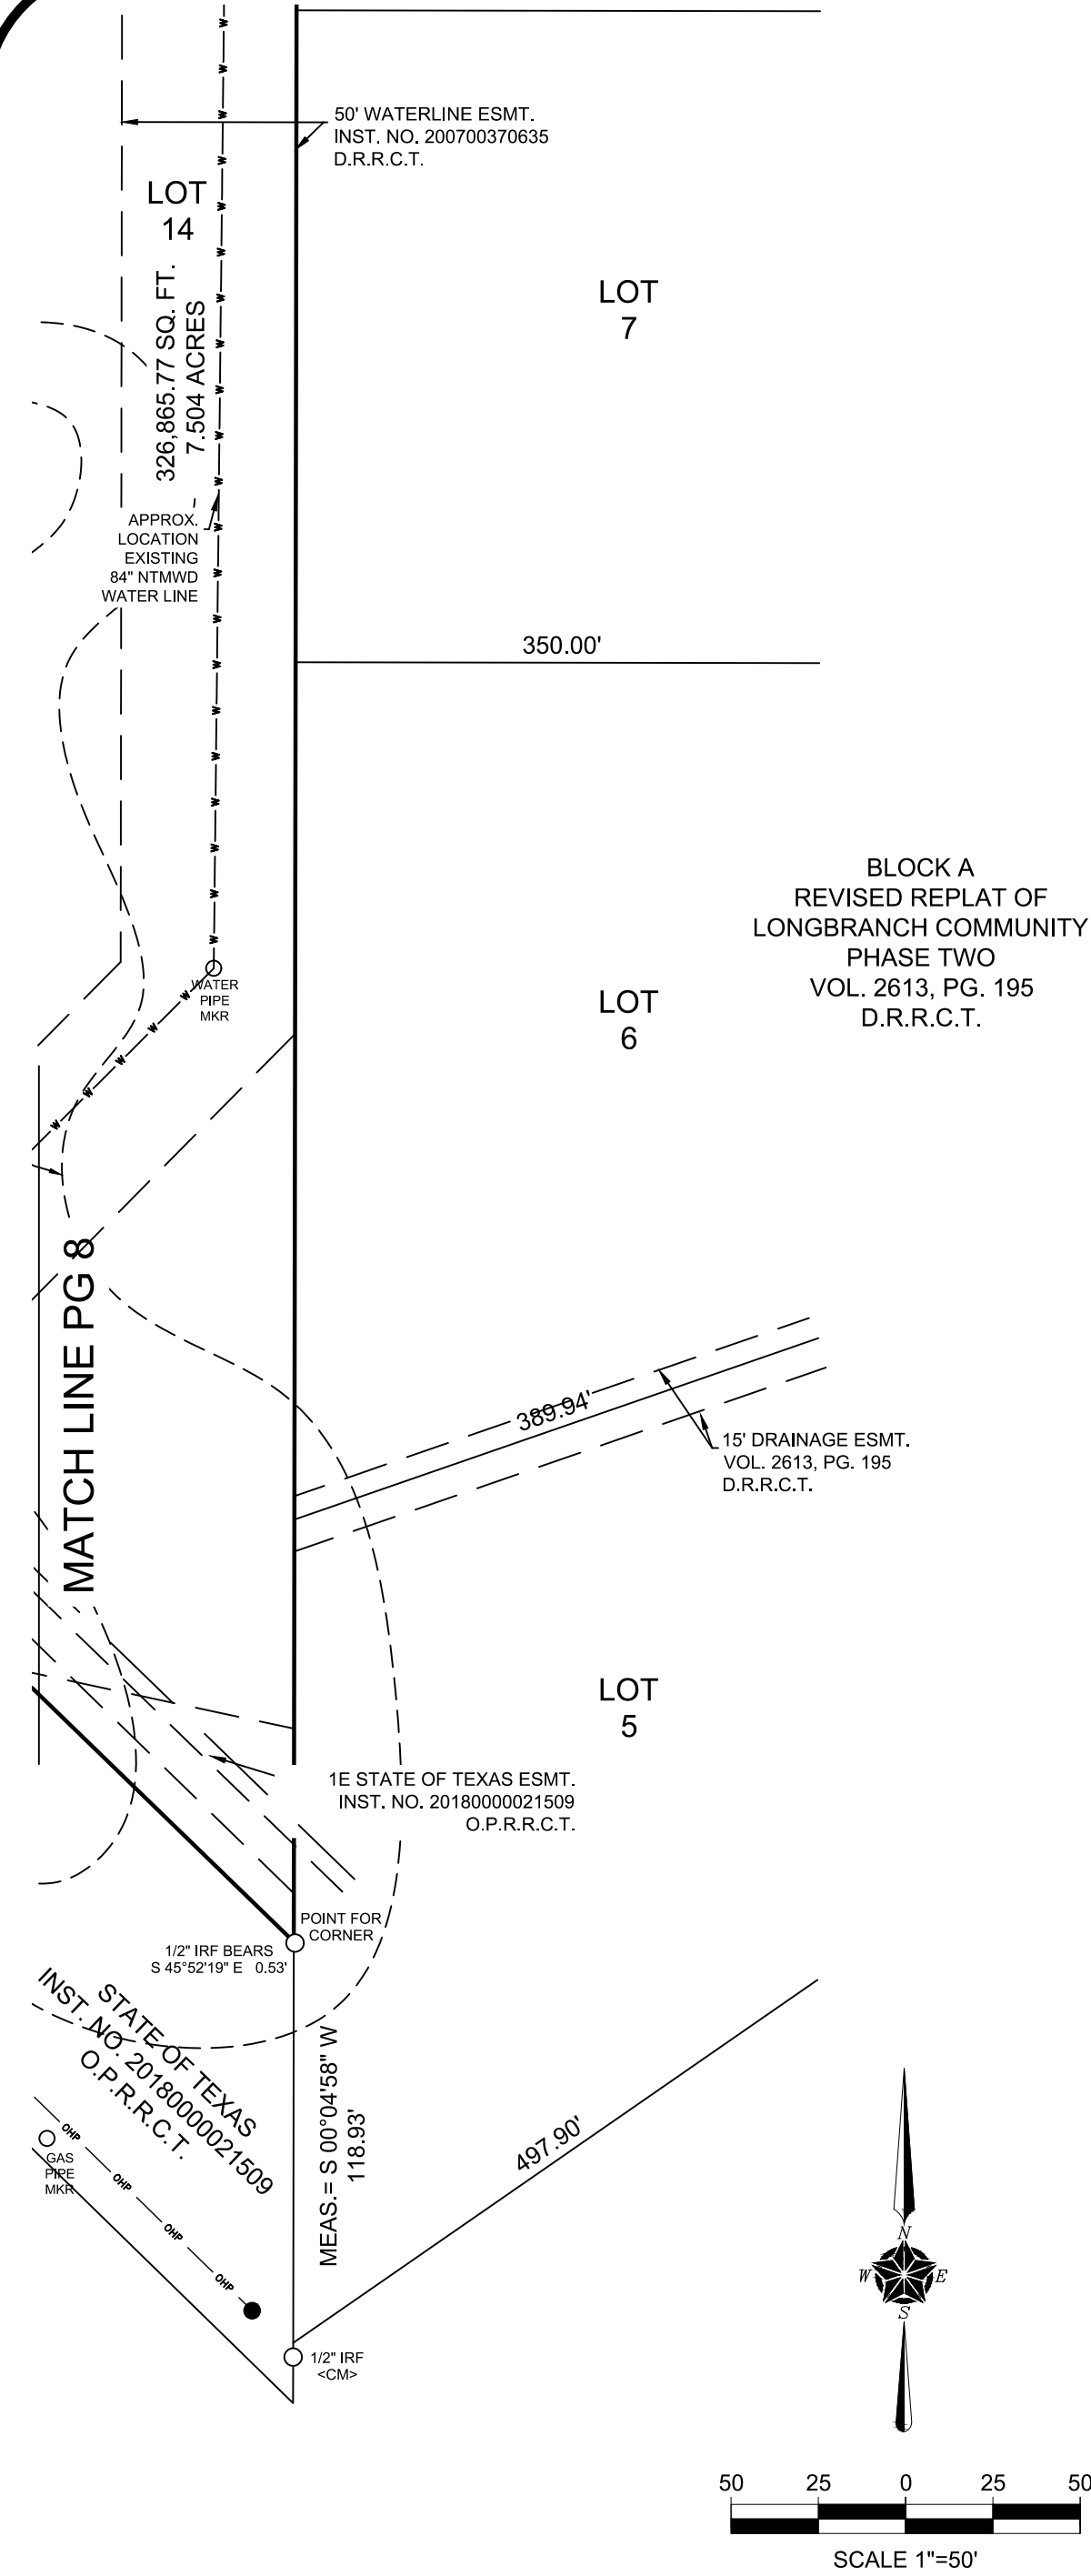 50' WATERLINE ESMT.
INST. NO. 200700370635
D.R.R.C.T.
LOT
14
326,865.77 SQ. FT.
7.504 ACRES
LOT
7
APPROX.
LOCATION
EXISTING
84" NTMWD
WATER LINE
350.00'
BLOCK A
REVISED REPLAT OF
LONGBRANCH COMMUNITY
PHASE TWO
VOL. 2613, PG. 195
D.R.R.C.T.
WATER
PIPE
MKR
LOT
6
MATCH LINE PG 8
389.94'
15' DRAINAGE ESMT.
VOL. 2613, PG. 195
D.R.R.C.T.
LOT
5
1E STATE OF TEXAS ESMT.
INST. NO. 20180000021509
O.P.R.R.C.T.
POINT FOR
CORNER
1/2" IRF BEARS
S 45°52'19" E 0.53'
STATE OF TEXAS
INST. NO. 20180000021509
O.P.R.R.C.T.
MEAS.= S 00°04'58" W
118.93'
497.90'
OHP
GAS
PIPE
MKR
OHP
OHP
OHP
1/2" IRF
<CM>
N
W E
S
50 25 0 25 50
SCALE 1"=50'